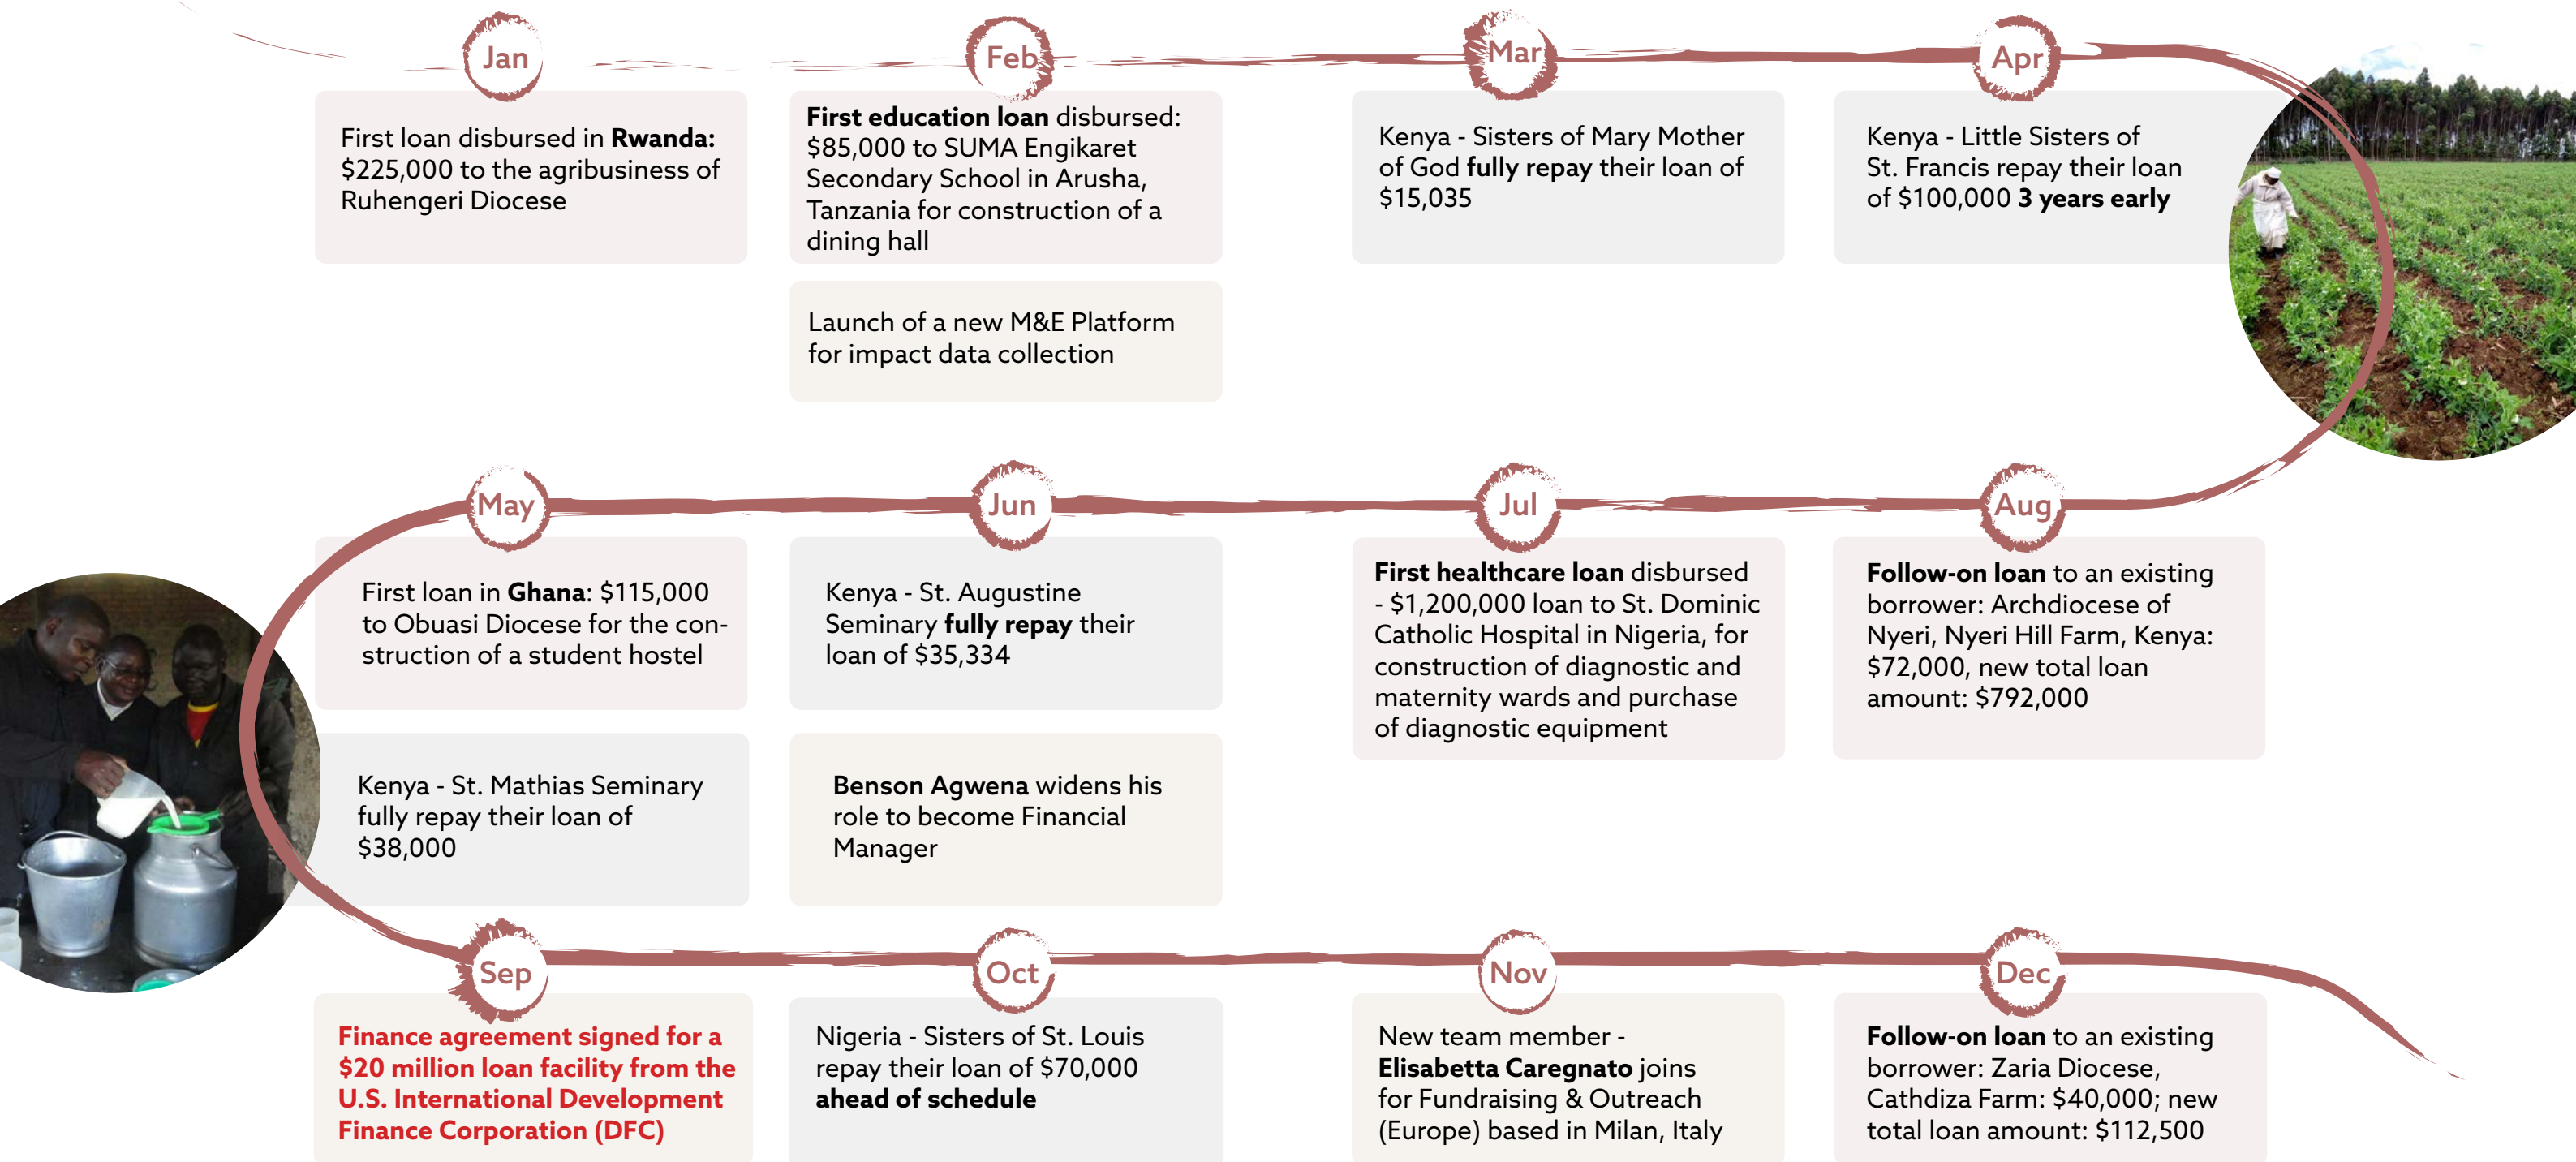 Jan
First loan disbursed in Rwanda:
$225,000 to the agribusiness of
Ruhengeri Diocese
Feb
First education loan disbursed:
$85,000 to SUMA Engikaret
Secondary School in Arusha,
Tanzania for construction of a
dining hall
Launch of a new M&E Platform
for impact data collection
Mar
Kenya - Sisters of Mary Mother
of God fully repay their loan of
$15,035
Apr
Kenya - Little Sisters of
St. Francis repay their loan
of $100,000 3 years early
May
First loan in Ghana: $115,000
to Obuasi Diocese for the con-
struction of a student hostel
Kenya - St. Mathias Seminary
fully repay their loan of
$38,000
Jun
Kenya - St. Augustine
Seminary fully repay their
loan of $35,334
Benson Agwena widens his
role to become Financial
Manager
Jul
First healthcare loan disbursed
- $1,200,000 loan to St. Dominic
Catholic Hospital in Nigeria, for
construction of diagnostic and
maternity wards and purchase
of diagnostic equipment
Aug
Follow-on loan to an existing
borrower: Archdiocese of
Nyeri, Nyeri Hill Farm, Kenya:
$72,000, new total loan
amount: $792,000
Sep
Finance agreement signed for a
$20 million loan facility from the
U.S. International Development
Finance Corporation (DFC)
Oct
Nigeria - Sisters of St. Louis
repay their loan of $70,000
ahead of schedule
Nov
New team member -
Elisabetta Caregnato joins
for Fundraising & Outreach
(Europe) based in Milan, Italy
Dec
Follow-on loan to an existing
borrower: Zaria Diocese,
Cathdiza Farm: $40,000; new
total loan amount: $112,500